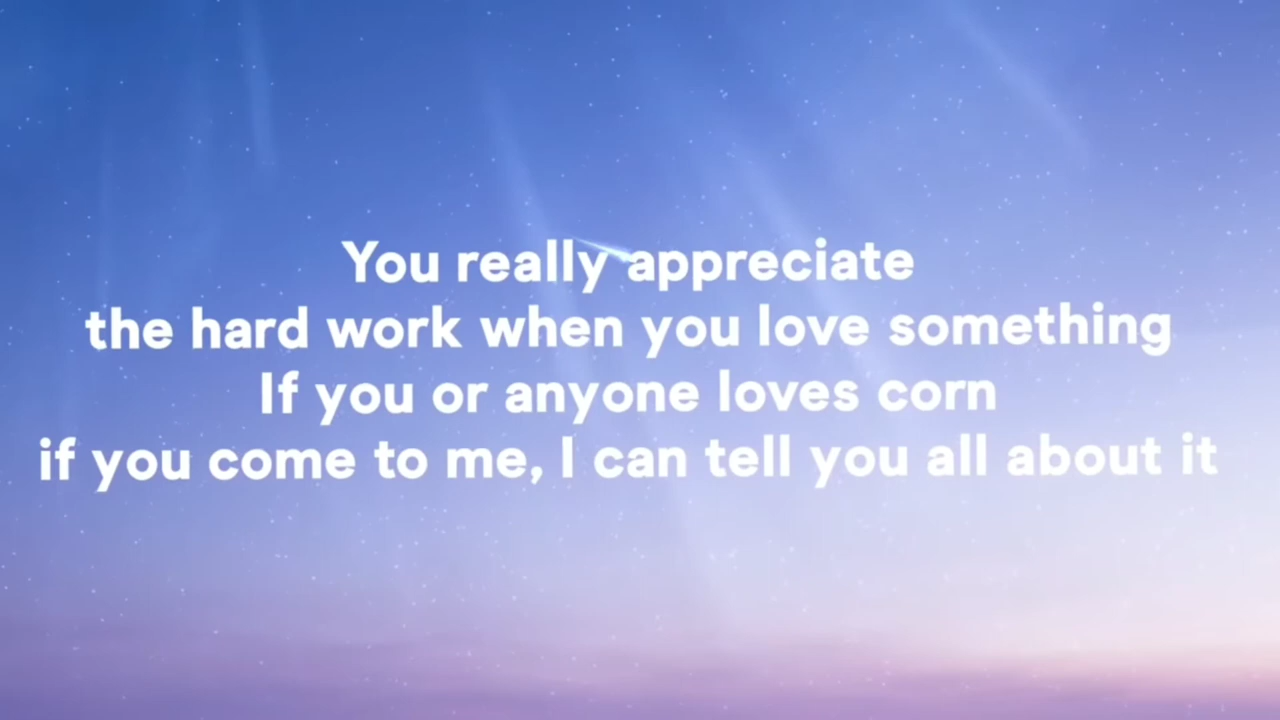 You really appreciate
the hard work when you love something
If you or anyone loves corn
if you come to me, I can tell you all about it